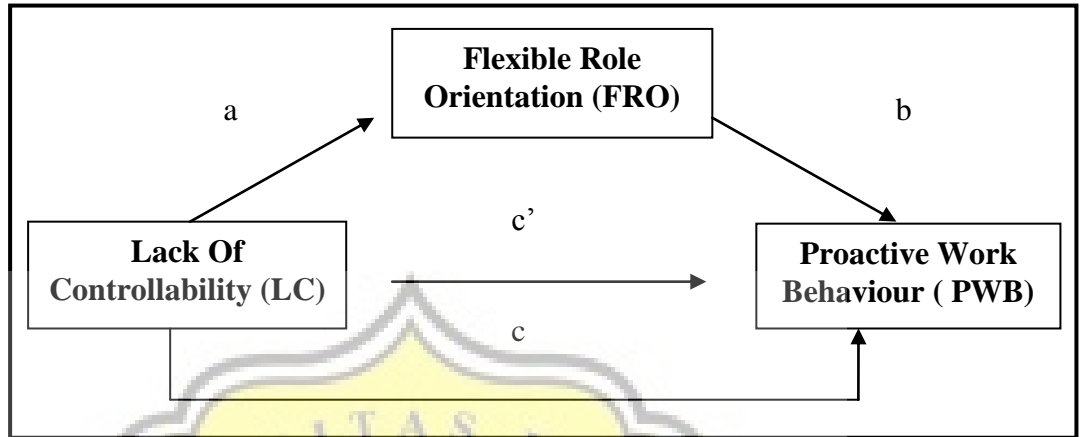 Flexible Role
Orientation (FRO)
a
b
c’
Lack Of
Controllability (LC)
Proactive Work
Behaviour ( PWB)
c
I T A S